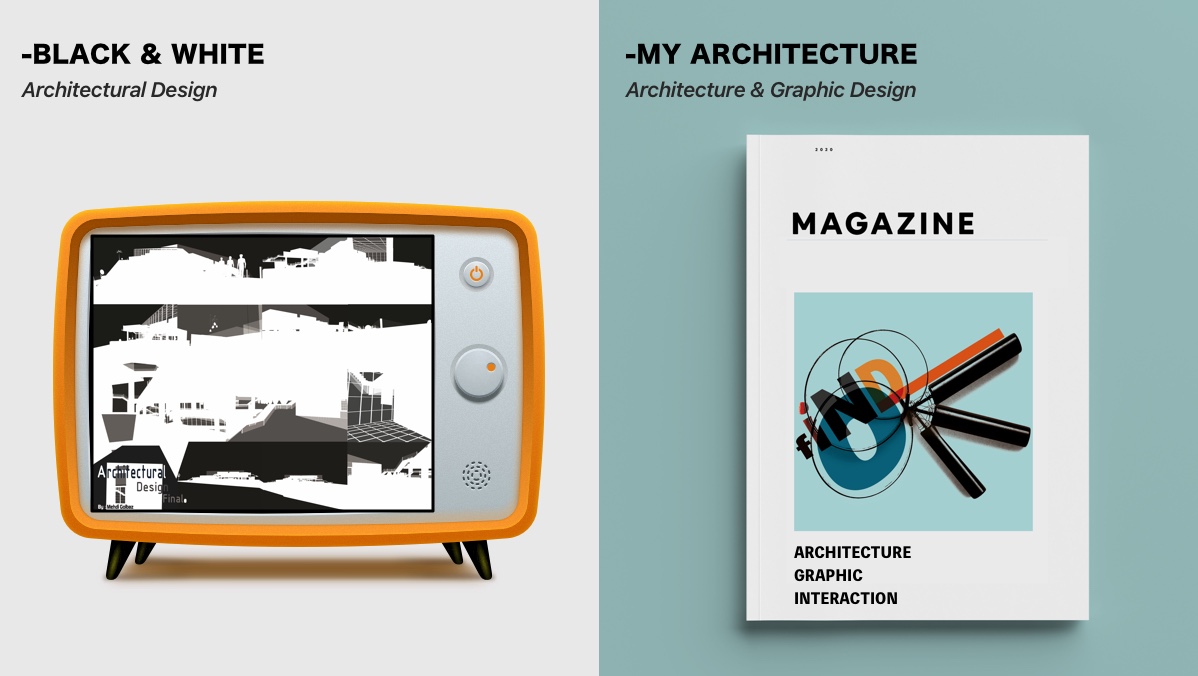 -BLACK & WHITE
Architectural Design
Architectural
Design
Final.
By: Mehdi Golbaz
-MY ARCHITECTURE
Architecture & Graphic Design
2020
MAGAZINE
fiND
ARCHITECTURE
GRAPHIC
INTERACTION